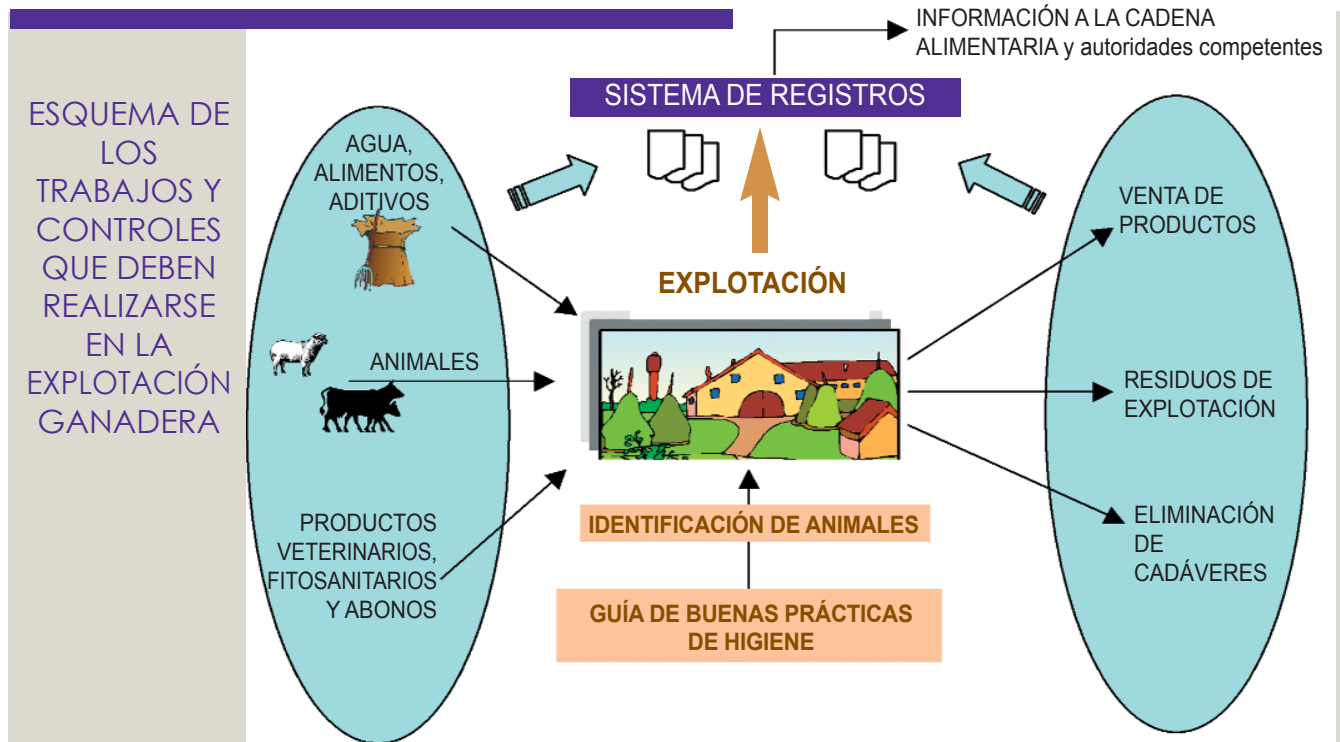 ESQUEMA DE
LOS
TRABAJOS Y
CONTROLES
QUE DEBEN
REALIZARSE
EN LA
EXPLOTACIÓN
GANADERA
INFORMACIÓN A LA CADENA
ALIMENTARIA y autoridades competentes
SISTEMA DE REGISTROS
AGUA,
ALIMENTOS,
ADITIVOS
ANIMALES
PRODUCTOS
VETERINARIOS,
FITOSANITARIOS
Y ABONOS
EXPLOTACIÓN
IDENTIFICACIÓN DE ANIMALES
GUÍA DE BUENAS PRÁCTICAS
DE HIGIENE
VENTA DE
PRODUCTOS
RESIDUOS DE
EXPLOTACIÓN
ELIMINACIÓN
DE
CADÁVERES